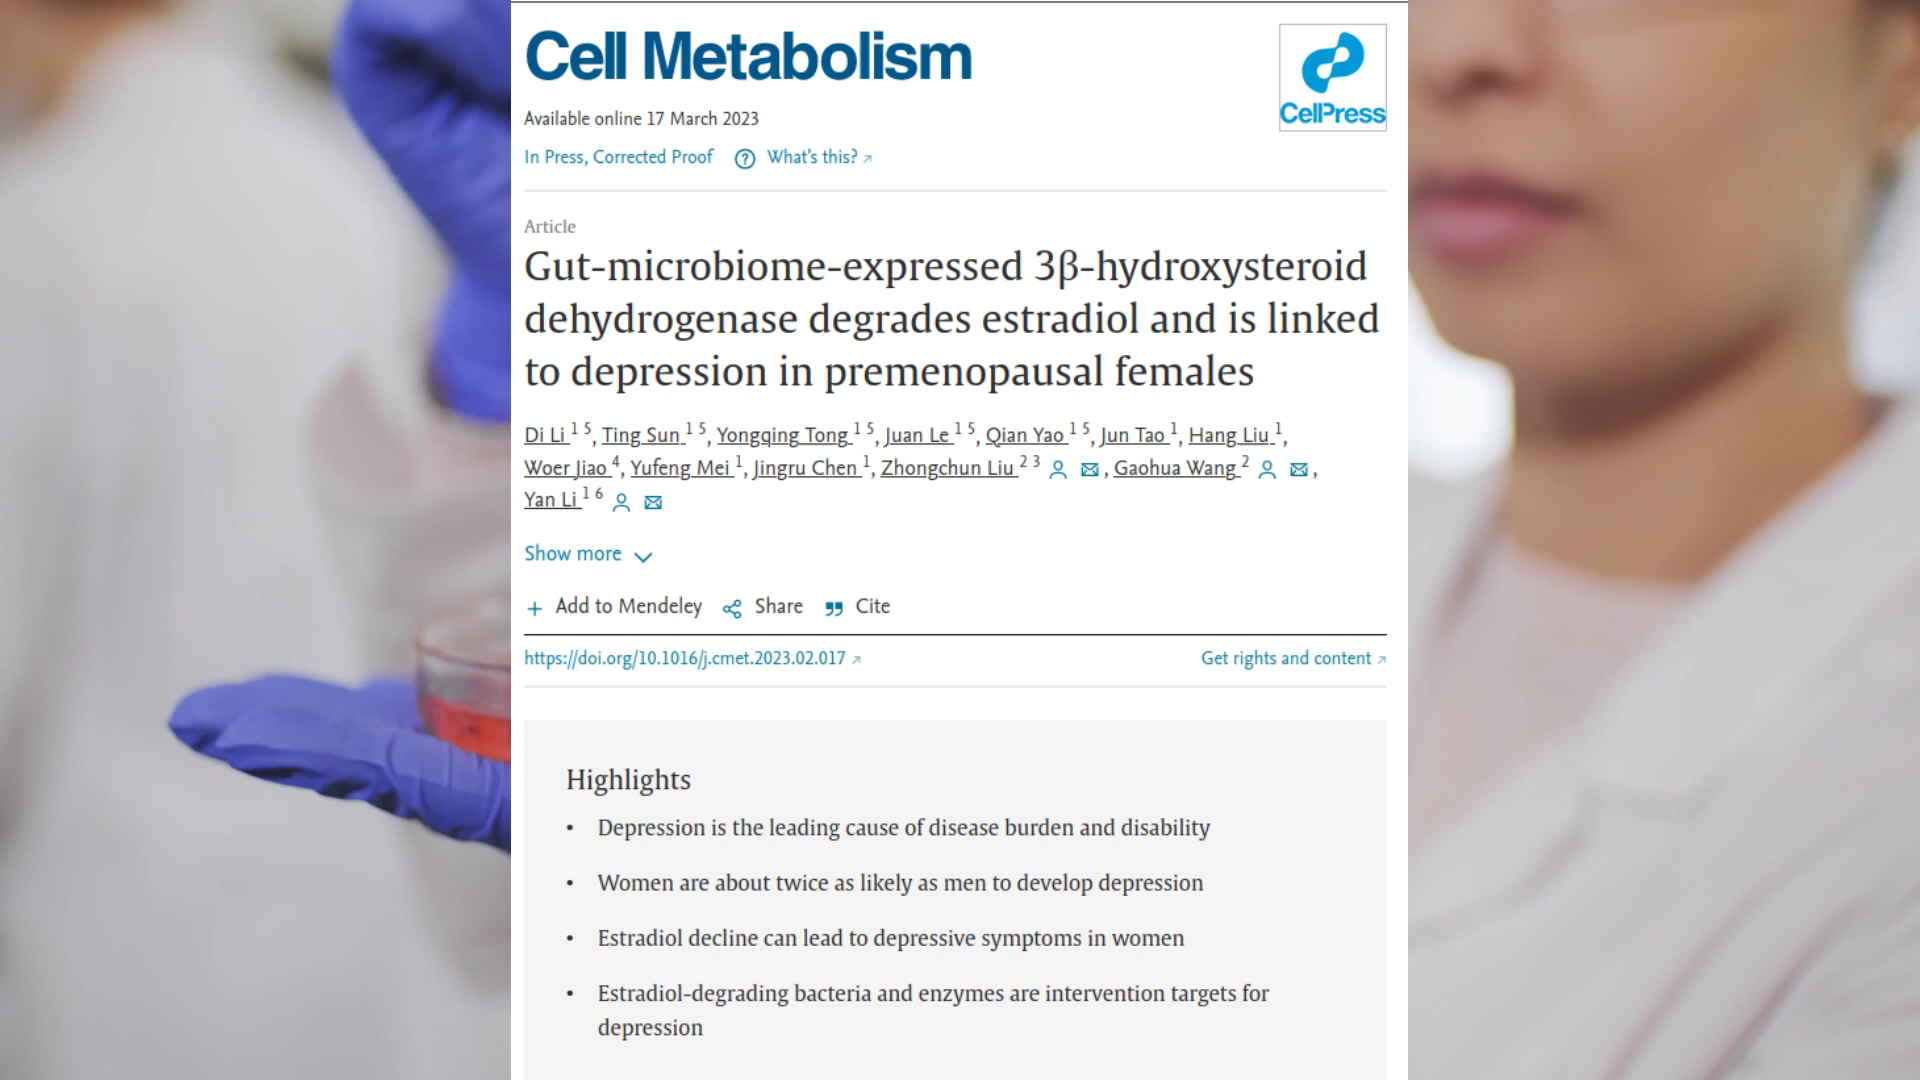 Cell Metabolism
CellPress
Available online 17 March 2023
In Press, Corrected Proof ? What's this? ↗
Article
Gut-microbiome-expressed 3β-hydroxysteroid
dehydrogenase degrades estradiol and is linked
to depression in premenopausal females
Di Li 1 5, Ting Sun 1 5, Yongqing Tong 1 5, Juan Le 1 5, Qian Yao 1 5, Jun Tao 1, Hang Liu 1,
Woer Jiao 4, Yufeng Mei 1, Jingru Chen 1, Zhongchun Liu 2 3, Gaohua Wang 2,
Yan Li 1 6
Show more
+ Add to Mendeley Share Cite
https://doi.org/10.1016/j.cmet.2023.02.017 ↗ Get rights and content ↗
Highlights
• Depression is the leading cause of disease burden and disability
• Women are about twice as likely as men to develop depression
• Estradiol decline can lead to depressive symptoms in women
• Estradiol-degrading bacteria and enzymes are intervention targets for
depression